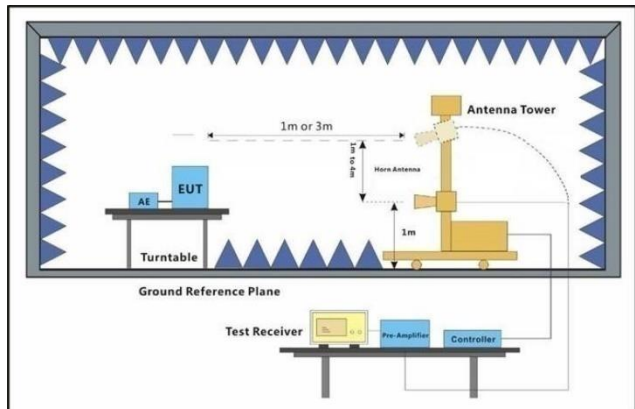 1m or 3m
Antenna Tower
1m to 4m
Horn Antenna
EUT
AE
1m
Turntable
Ground Reference Plane
Test Receiver
Pre-Amplifier
Controller